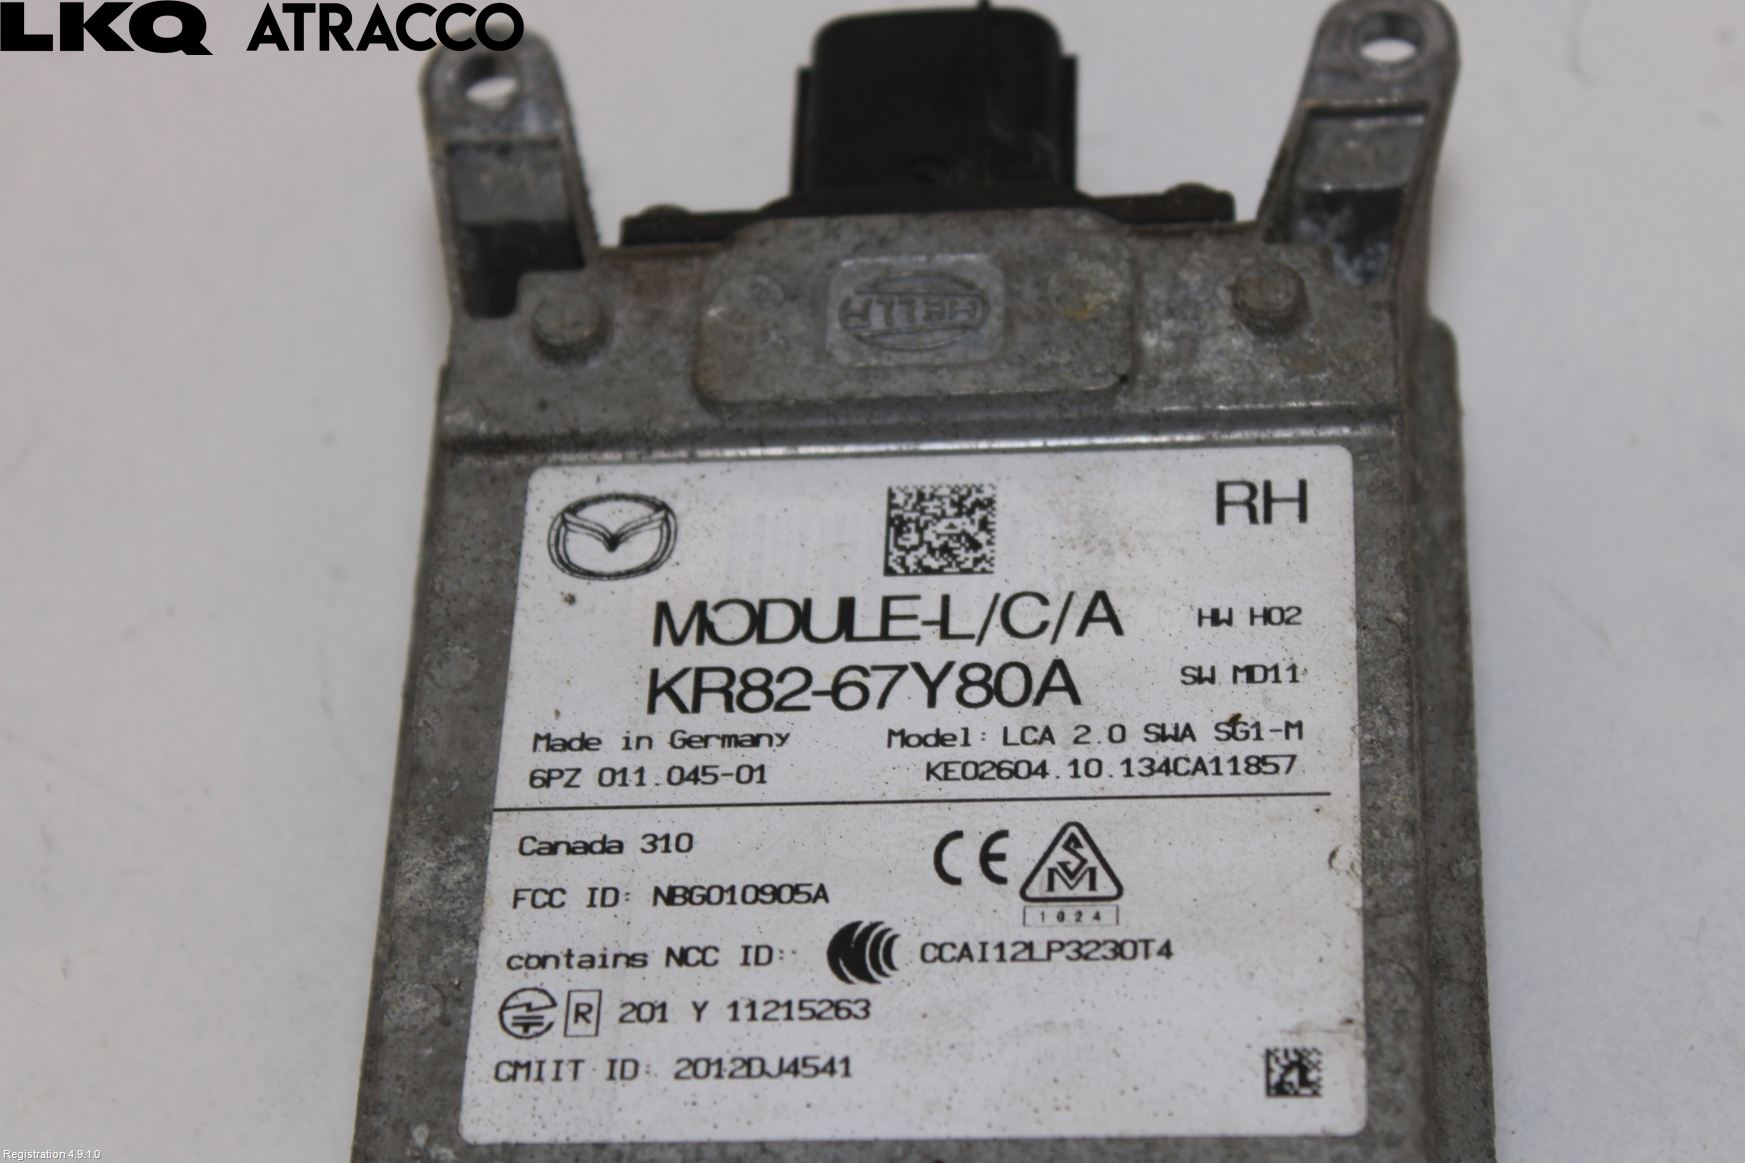 LKQ ATRACCO
HELLA
RH
MODULE-L/C/A
HW H02
KR82-67Y80A
SW MD11
Made in Germany
Model: LCA 2.0 SWA SG1-M
6PZ 011.045-01
KE02604.10.134CA11857
Canada 310
CE
SM
FCC ID: NBG010905A
1024
contains NCC ID: CCAI12LP3230T4
R 201 Y 11215263
CMIIT ID: 2012DJ4541
Registration 4.9.1.0